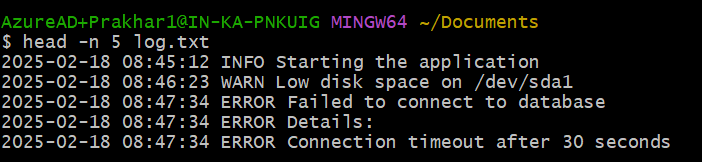 AzureAD+Prakhar1@IN-KA-PNKUIG MINGW64 ~/Documents
$ head -n 5 log.txt
2025-02-18 08:45:12 INFO Starting the application
2025-02-18 08:46:23 WARN Low disk space on /dev/sda1
2025-02-18 08:47:34 ERROR Failed to connect to database
2025-02-18 08:47:34 ERROR Details:
2025-02-18 08:47:34 ERROR Connection timeout after 30 seconds